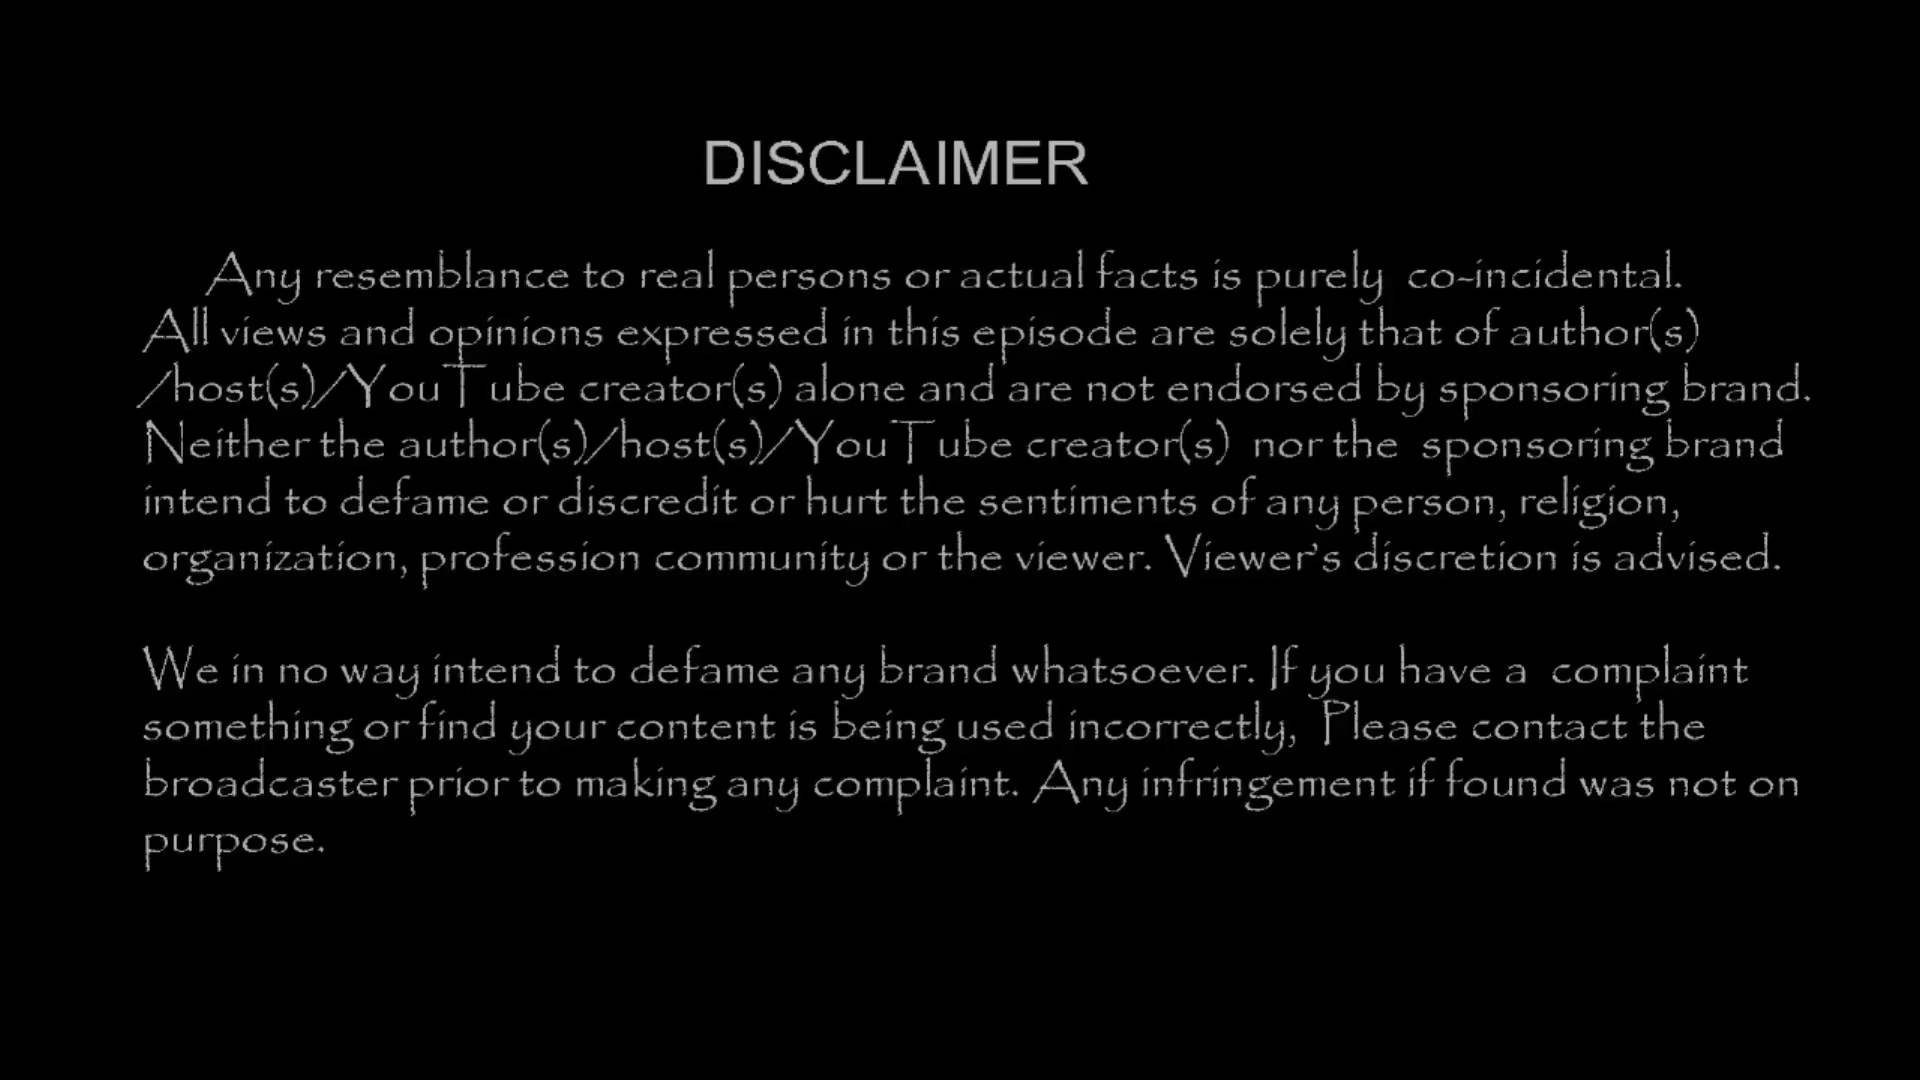 DISCLAIMER
Any resemblance to real persons or actual facts is purely co-incidental.
All views and opinions expressed in this episode are solely that of author(s)
/host(s)/YouTube creator(s) alone and are not endorsed by sponsoring brand.
Neither the author(s)/host(s)/YouTube creator(s) nor the sponsoring brand
intend to defame or discredit or hurt the sentiments of any person, religion,
organization, profession community or the viewer. Viewer's discretion is advised.
We in no way intend to defame any brand whatsoever. If you have a complaint
something or find your content is being used incorrectly, Please contact the
broadcaster prior to making any complaint. Any infringement if found was not on
purpose.